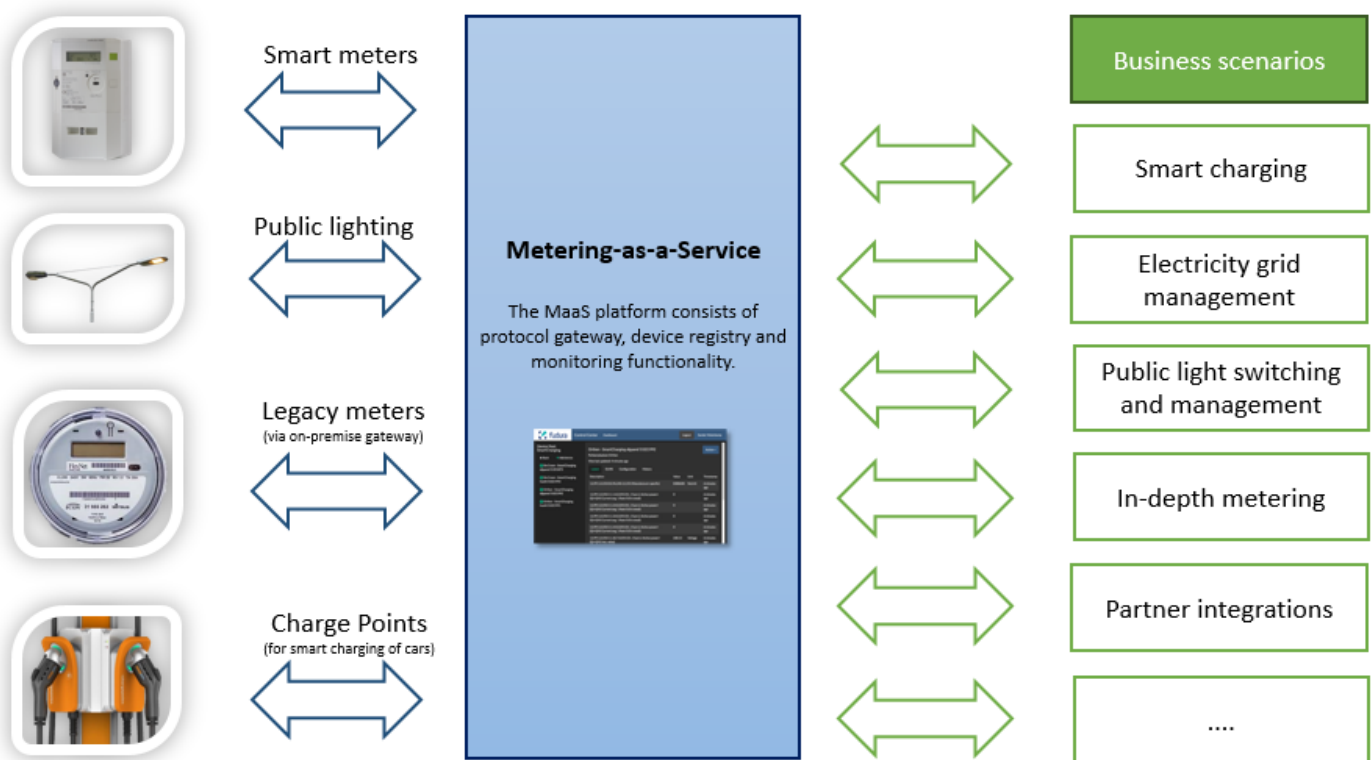 Smart meters
Public lighting
Legacy meters
(via on-premise gateway)
Charge Points
(for smart charging of cars)
Metering-as-a-Service
The MaaS platform consists of
protocol gateway, device registry and
monitoring functionality.
fudura
Business scenarios
Smart charging
Electricity grid
management
Public light switching
and management
In-depth metering
Partner integrations
....